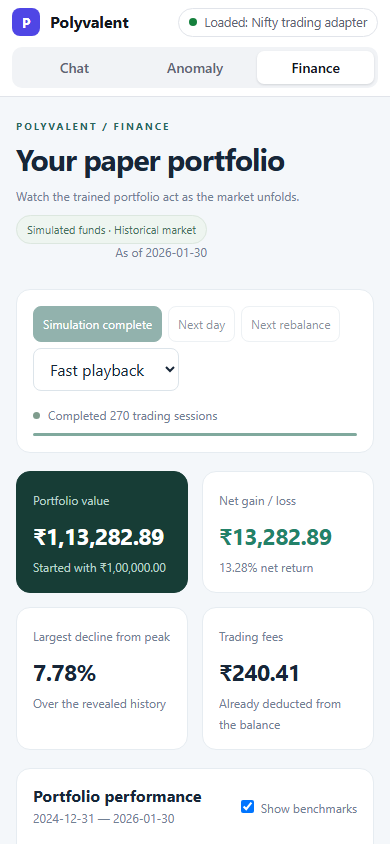 P Polyvalent Loaded: Nifty trading adapter
Chat Anomaly Finance
POLYVALENT / FINANCE
Your paper portfolio
Watch the trained portfolio act as the market unfolds.
Simulated funds · Historical market
As of 2026-01-30
Simulation complete Next day Next rebalance
Fast playback
Completed 270 trading sessions
Portfolio value
₹1,13,282.89
Started with ₹1,00,000.00
Net gain / loss
₹13,282.89
13.28% net return
Largest decline from peak
7.78%
Over the revealed history
Trading fees
₹240.41
Already deducted from
the balance
Portfolio performance
2024-12-31 — 2026-01-30
Show benchmarks